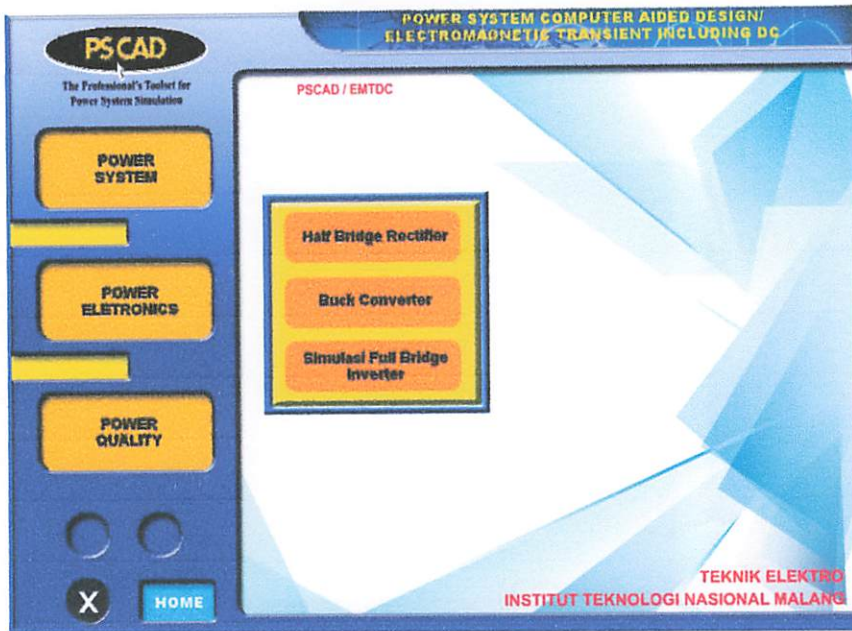 POWER SYSTEM COMPUTER AIDED DESIGN/
ELECTROMAGNETIC TRANSIENT INCLUDING DC
PSCAD
The Professional's Toolset for
Power System Simulation
PSCAD / EMTDC
POWER
SYSTEM
Half Bridge Rectifier
POWER
ELETRONICS
Buck Converter
Simulasi Full Bridge
Inverter
POWER
QUALITY
X
HOME
TEKNIK ELEKTRO
INSTITUT TEKNOLOGI NASIONAL MALANG